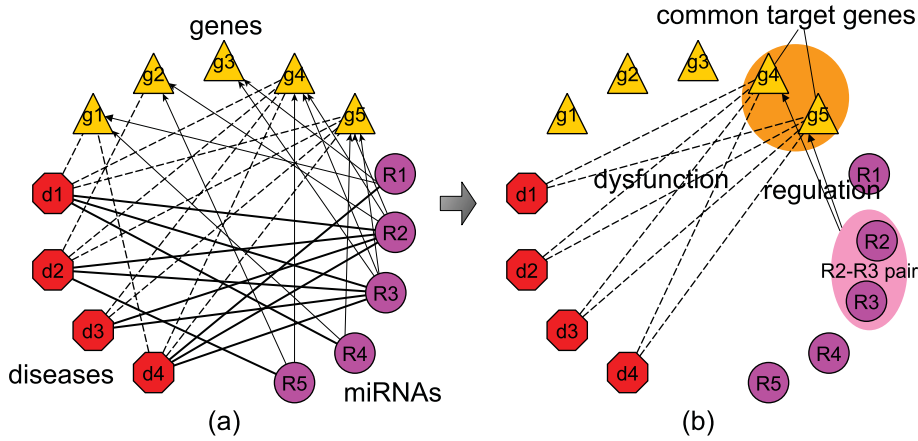 genes
g1
g2
g3
g4
g5
d1
d2
d3
d4
diseases
R1
R2
R3
R4
R5
miRNAs
(a)
common target genes
g1
g2
g3
g4
g5
dysfunction
regulation
d1
d2
d3
d4
R1
R2
R2-R3 pair
R3
R4
R5
(b)